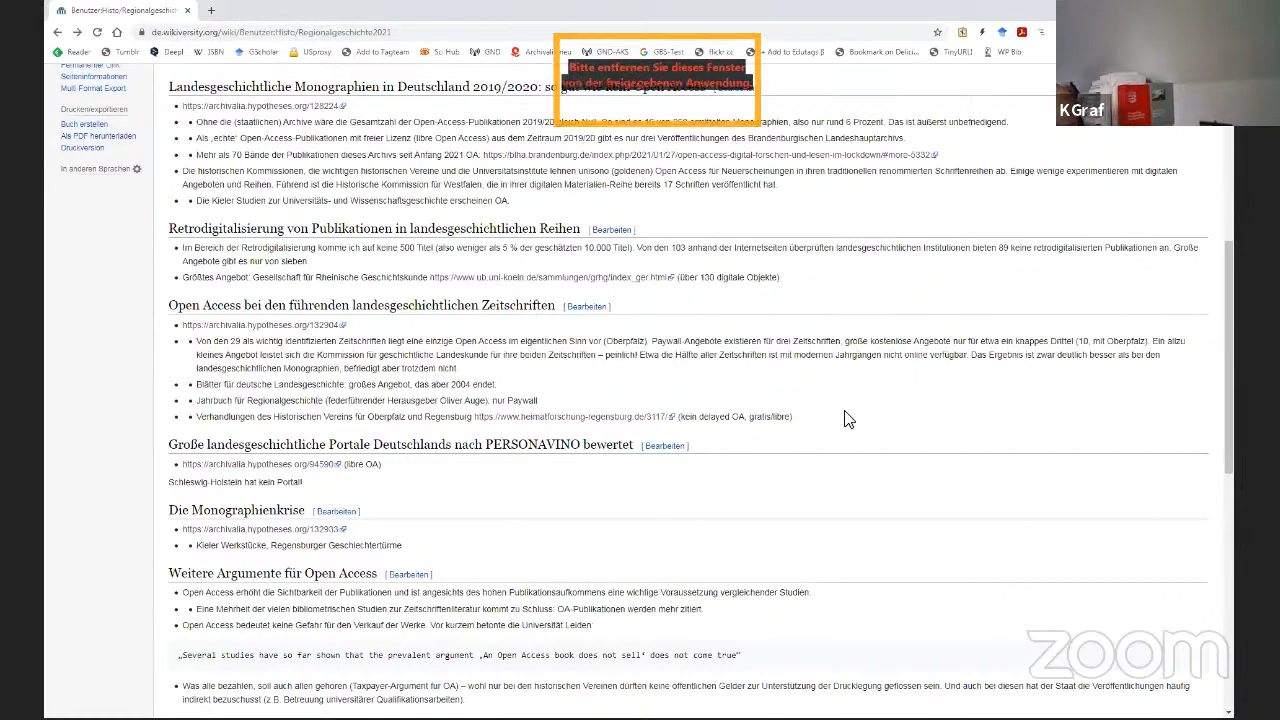 Benutzer:Histo/Regionalgeschich
de.wikiversity.org/wiki/Benutzer:Histo/Regionalgeschichte2021
Reader Tumblr Deepl ISBN GScholar USproxy Add to Tagteam Sci Hub GND Archivalieneu GND-AKS GBS-Test Flickr cc + Add to Edutags Bookmark on Delici... TinyURL WP Bib
Bitte entfernen Sie dieses Fenster
von der freigegebenen Anwendung.
K Graf
Permanenter Link
Seiteninformationen
Multi Format Export
Drucken/exportieren
Buch erstellen
Als PDF herunterladen
Druckversion
In anderen Sprachen
Landesgeschichtliche Monographien in Deutschland 2019/2020: so gut wie kein Open Access
https://archivalia.hypotheses.org/128224
Ohne die (staatlichen) Archive wäre die Gesamtzahl der Open-Access-Publikationen 2019/20 gleich Null. So sind es 15 von 250 ermittelten Monographien, also nur rund 6 Prozent. Das ist äußerst unbefriedigend.
Als „echte“ Open-Access-Publikationen mit freier Lizenz (libre Open Access) aus dem Zeitraum 2019/20 gibt es nur drei Veröffentlichungen des Brandenburgischen Landeshauptarchivs.
Mehr als 70 Bände der Publikationen dieses Archivs seit Anfang 2021 OA: https://blha.brandenburg.de/index.php/2021/01/27/open-access-digital-forschen-und-lesen-im-lockdown/#more-5332
Die historischen Kommissionen, die wichtigen historischen Vereine und die Universitätsinstitute lehnen unisono (goldenen) Open Access für Neuerscheinungen in ihren traditionellen renommierten Schriftenreihen ab. Einige wenige experimentieren mit digitalen
Angeboten und Reihen. Führend ist die Historische Kommission für Westfalen, die in ihrer digitalen Materialien-Reihe bereits 17 Schriften veröffentlicht hat.
Die Kieler Studien zur Universitäts- und Wissenschaftsgeschichte erscheinen OA.
Retrodigitalisierung von Publikationen in landesgeschichtlichen Reihen [ Bearbeiten ]
Im Bereich der Retrodigitalisierung komme ich auf keine 500 Titel (also weniger als 5 % der geschätzten 10.000 Titel). Von den 103 anhand der Internetseiten überprüften landesgeschichtlichen Institutionen bieten 89 keine retrodigitalisierten Publikationen an. Große
Angebote gibt es nur von sieben.
Größtes Angebot: Gesellschaft für Rheinische Geschichtskunde https://www.ub.uni-koeln.de/sammlungen/grhg/index_ger.html (über 130 digitale Objekte)
Open Access bei den führenden landesgeschichtlichen Zeitschriften [ Bearbeiten ]
https://archivalia.hypotheses.org/132904
Von den 29 als wichtig identifizierten Zeitschriften liegt eine einzige Open Access im eigentlichen Sinn vor (Oberpfalz), Paywall-Angebote existieren für drei Zeitschriften, große kostenlose Angebote nur für etwa ein knappes Drittel (10, mit Oberpfalz). Ein allzu
kleines Angebot leistet sich die Kommission für geschichtliche Landeskunde für ihre beiden Zeitschriften – peinlich! Etwa die Hälfte aller Zeitschriften ist mit modernen Jahrgängen nicht online verfügbar. Das Ergebnis ist zwar deutlich besser als bei den
landesgeschichtlichen Monographien, befriedigt aber trotzdem nicht.
Blätter für deutsche Landesgeschichte: großes Angebot, das aber 2004 endet.
Jahrbuch für Regionalgeschichte (federführender Herausgeber Oliver Auge): nur Paywall
Verhandlungen des Historischen Vereins für Oberpfalz und Regensburg https://www.heimatforschung-regensburg.de/3117/ (kein delayed OA, gratis/libre)
Große landesgeschichtliche Portale Deutschlands nach PERSONAVINO bewertet [ Bearbeiten ]
https://archivalia.hypotheses.org/94590 (libre OA)
Schleswig-Holstein hat kein Portal!
Die Monographienkrise [ Bearbeiten ]
https://archivalia.hypotheses.org/132933
Kieler Werkstücke, Regensburger Geschlechtertürme
Weitere Argumente für Open Access [ Bearbeiten ]
Open Access erhöht die Sichtbarkeit der Publikationen und ist angesichts des hohen Publikationsaufkommens eine wichtige Voraussetzung vergleichender Studien.
Eine Mehrheit der vielen bibliometrischen Studien zur Zeitschriftenliteratur kommt zu Schluss: OA-Publikationen werden mehr zitiert.
Open Access bedeutet keine Gefahr für den Verkauf der Werke. Vor kurzem betonte die Universität Leiden:
„Several studies have so far shown that the prevalent argument ‚An Open Access book does not sell‘ does not come true“
Was alle bezahlen, soll auch allen gehören (Taxpayer-Argument für OA) – wohl nur bei den historischen Vereinen dürften keine öffentlichen Gelder zur Unterstützung der Drucklegung geflossen sein. Und auch bei diesen hat der Staat die Veröffentlichungen häufig
indirekt bezuschusst (z.B. Betreuung universitärer Qualifikationsarbeiten).
zoom